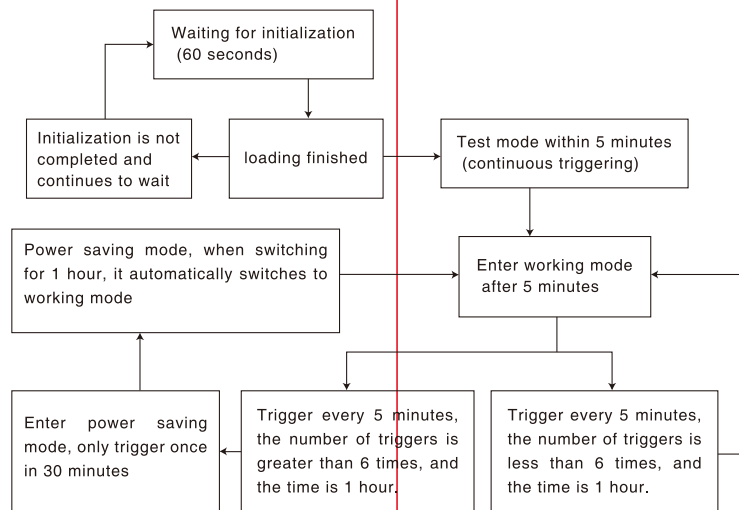 Waiting for initialization
(60 seconds)
Initialization is not
completed and
continues to wait
loading finished
Test mode within 5 minutes
(continuous triggering)
Power saving mode, when switching
for 1 hour, it automatically switches to
working mode
Enter working mode
after 5 minutes
Enter power saving
mode, only trigger once
in 30 minutes
Trigger every 5 minutes,
the number of triggers is
greater than 6 times, and
the time is 1 hour.
Trigger every 5 minutes,
the number of triggers is
less than 6 times, and
the time is 1 hour.